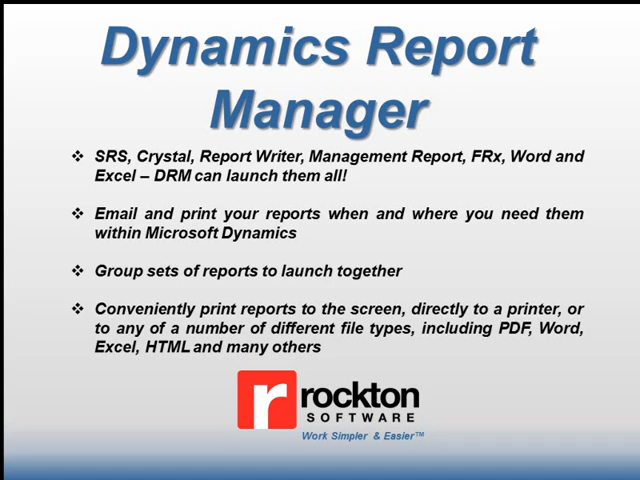 Dynamics Report
Manager
❖ SRS, Crystal, Report Writer, Management Report, FRx, Word and
Excel – DRM can launch them all!
❖ Email and print your reports when and where you need them
within Microsoft Dynamics
❖ Group sets of reports to launch together
❖ Conveniently print reports to the screen, directly to a printer, or
to any of a number of different file types, including PDF, Word,
Excel, HTML and many others
r rockton
SOFTWARE
Work Simpler & Easier™